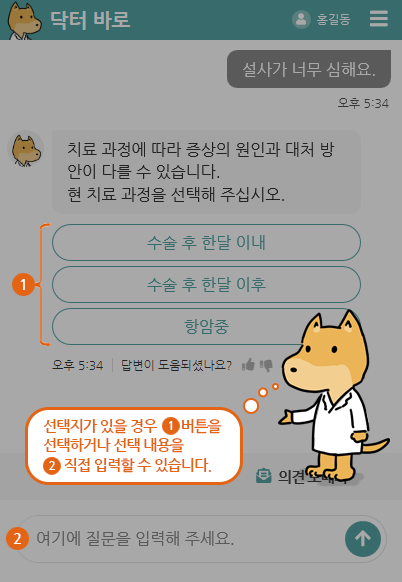 닥터 바로
홍길동
설사가 너무 심해요.
오후 5:34
치료 과정에 따라 증상의 원인과 대처 방
안이 다를 수 있습니다.
현 치료 과정을 선택해 주십시오.
1
수술 후 한달 이내
수술 후 한달 이후
항암중
오후 5:34 답변이 도움되셨나요?
선택지가 있을 경우 1 버튼을
선택하거나 선택 내용을
2 직접 입력할 수 있습니다.
의견
2 여기에 질문을 입력해 주세요.